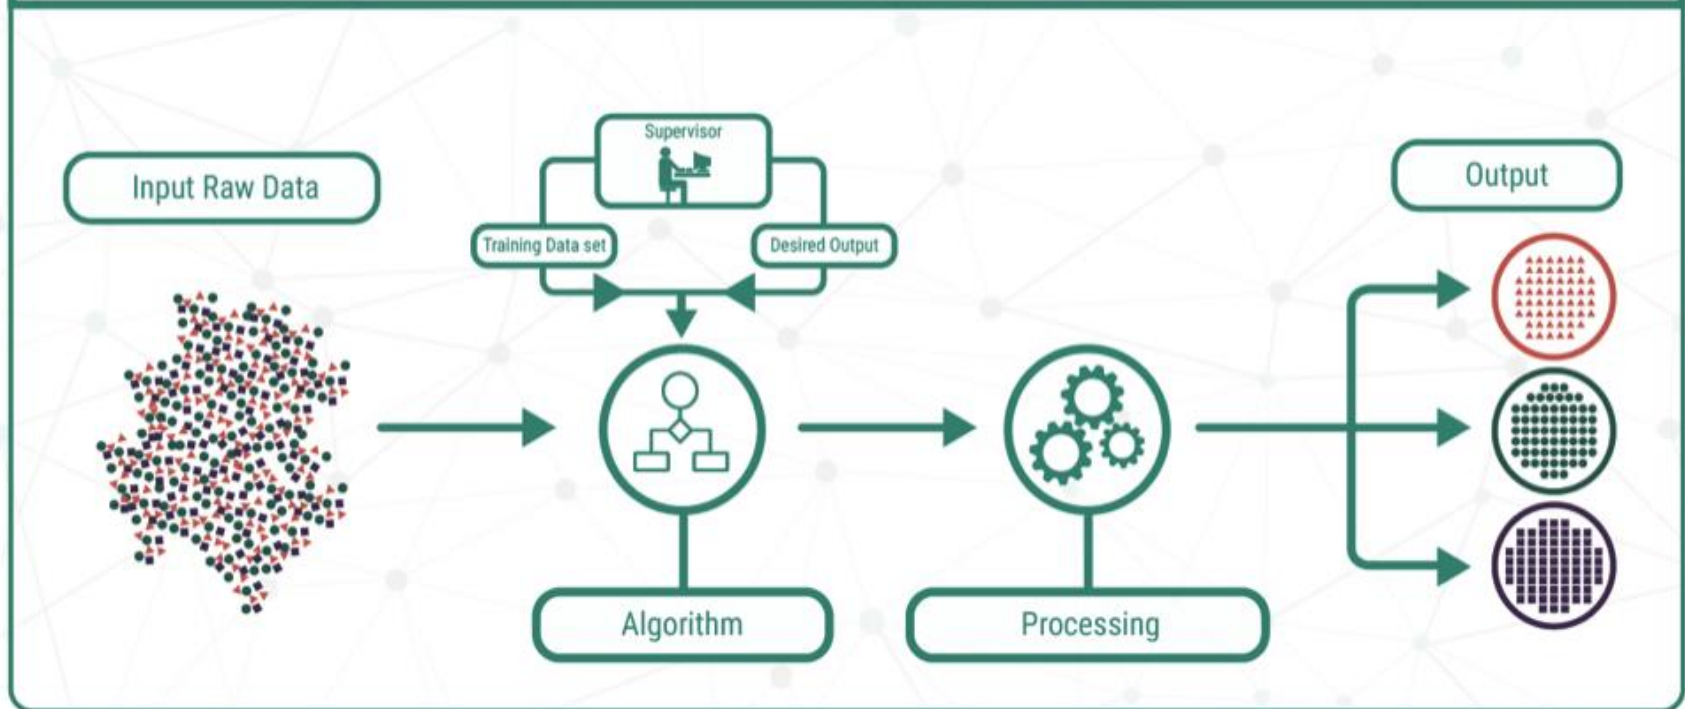 Input Raw Data
Supervisor
Training Data set
Desired Output
Algorithm
Processing
Output